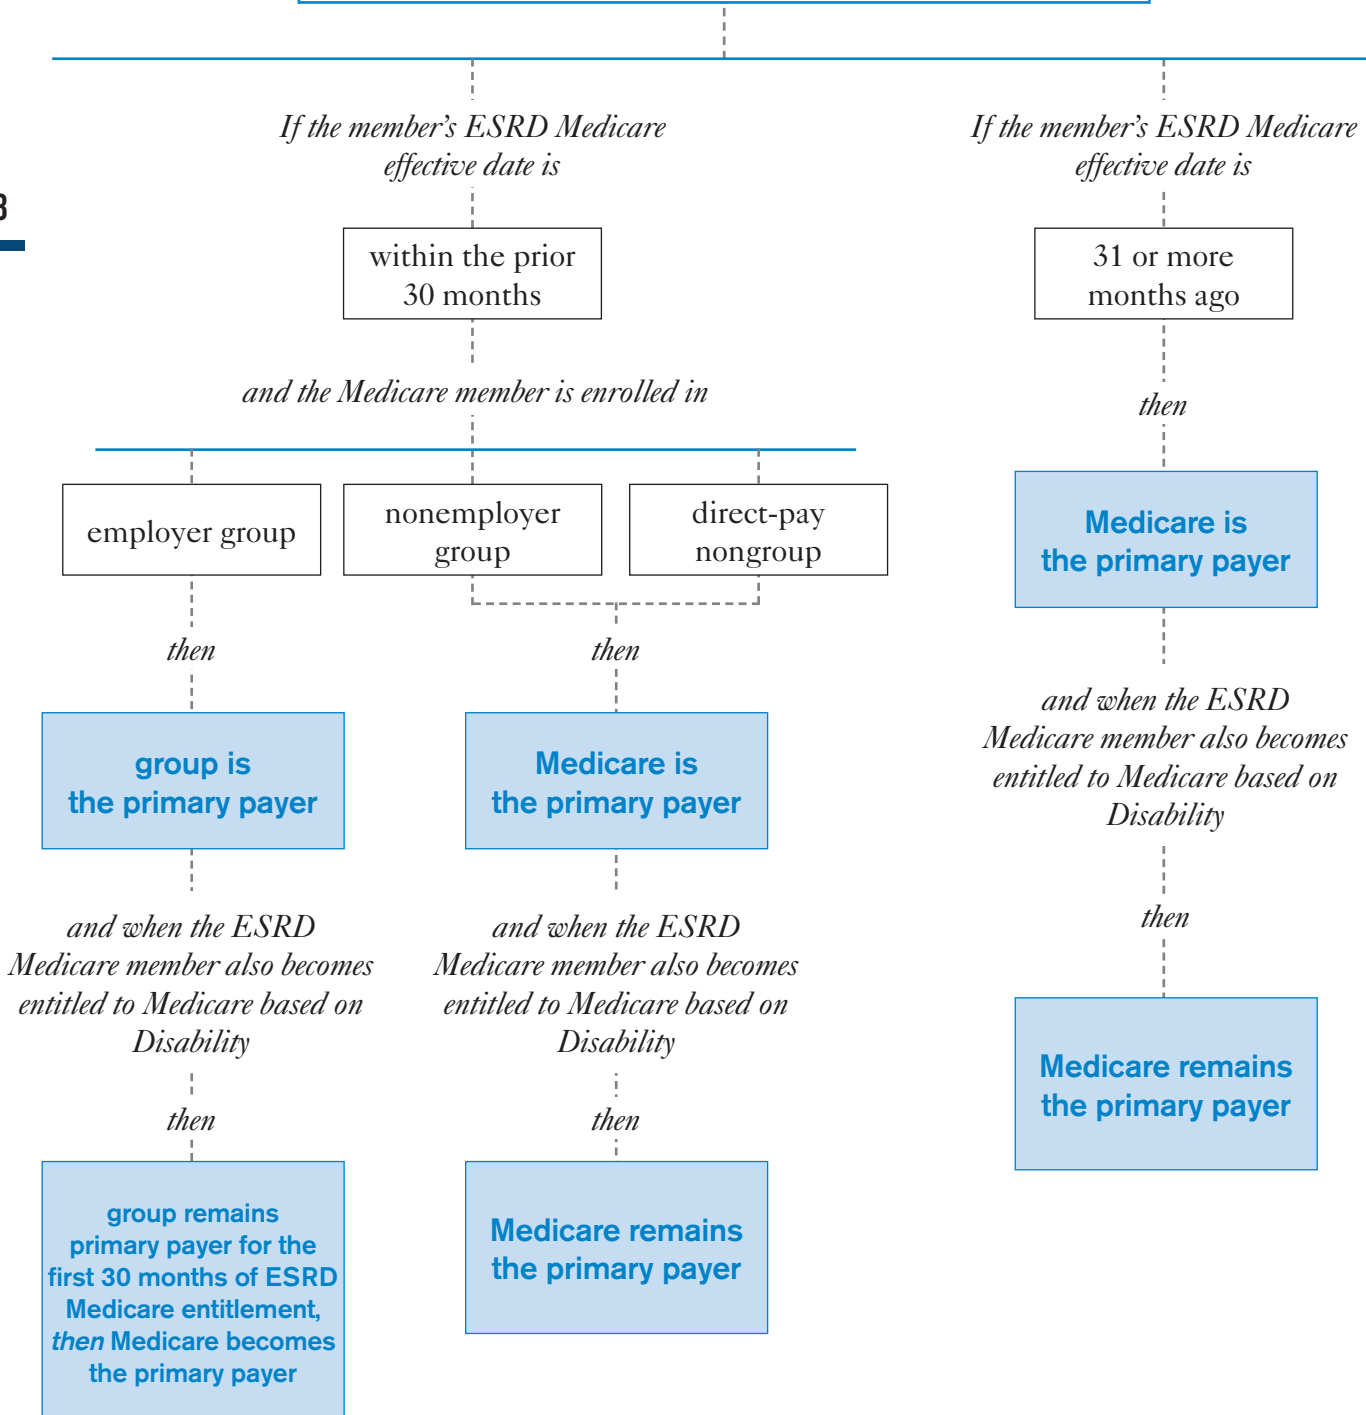 If the member’s ESRD Medicare
effective date is
within the prior
30 months
and the Medicare member is enrolled in
employer group
nonemployer
group
direct-pay
nongroup
then
group is
the primary payer
and when the ESRD
Medicare member also becomes
entitled to Medicare based on
Disability
then
group remains
primary payer for the
first 30 months of ESRD
Medicare entitlement,
then Medicare becomes
the primary payer
then
Medicare is
the primary payer
and when the ESRD
Medicare member also becomes
entitled to Medicare based on
Disability
then
Medicare remains
the primary payer
If the member’s ESRD Medicare
effective date is
31 or more
months ago
then
Medicare is
the primary payer
and when the ESRD
Medicare member also becomes
entitled to Medicare based on
Disability
then
Medicare remains
the primary payer